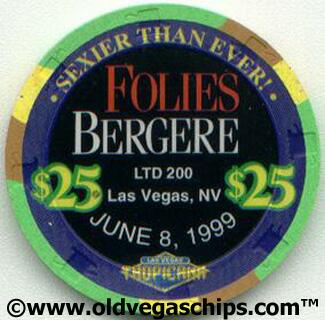 • SEXIER THAN EVER! •
FOLIES
BERGERE
LTD 200
$25 Las Vegas, NV $25
JUNE 8, 1999
LAS VEGAS
TROPICANA
©www.oldvegaschips.com™